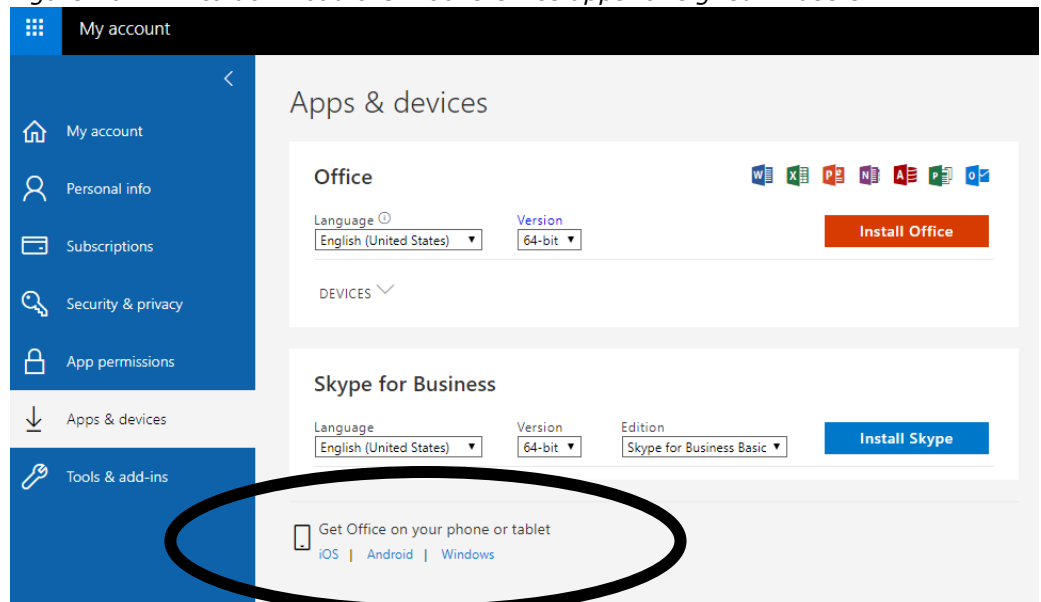 My account
My account
Personal info
Subscriptions
Security & privacy
App permissions
Apps & devices
Tools & add-ins
Apps & devices
Office
Language
Version
English (United States)
64-bit
Install Office
DEVICES
Skype for Business
Language
Version
Edition
English (United States)
64-bit
Skype for Business Basic
Install Skype
Get Office on your phone or tablet
iOS | Android | Windows